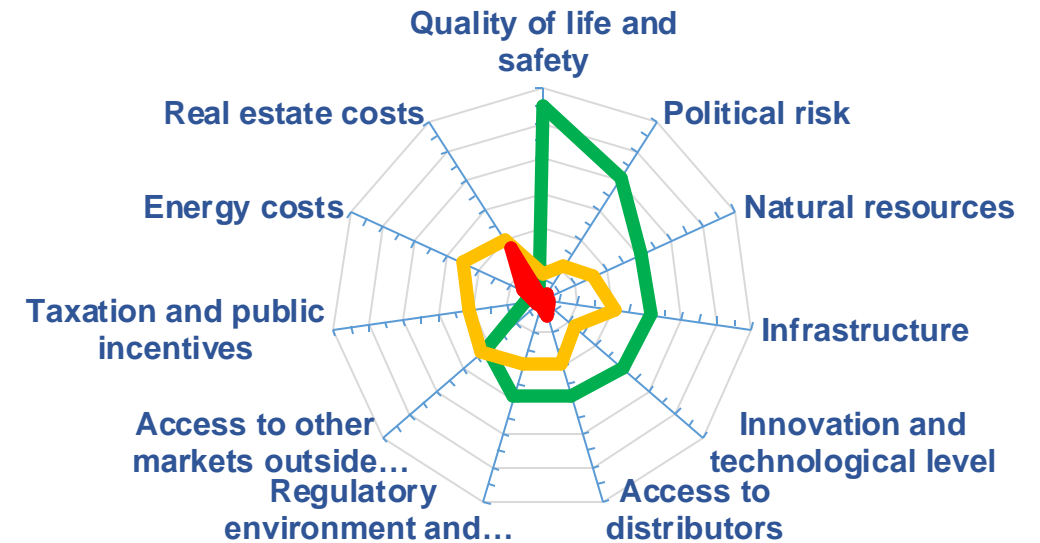 Quality of life and
safety
Political risk
Natural resources
Infrastructure
Innovation and
technological level
Access to
distributors
Regulatory
environment and…
Access to other
markets outside…
Taxation and public
incentives
Energy costs
Real estate costs